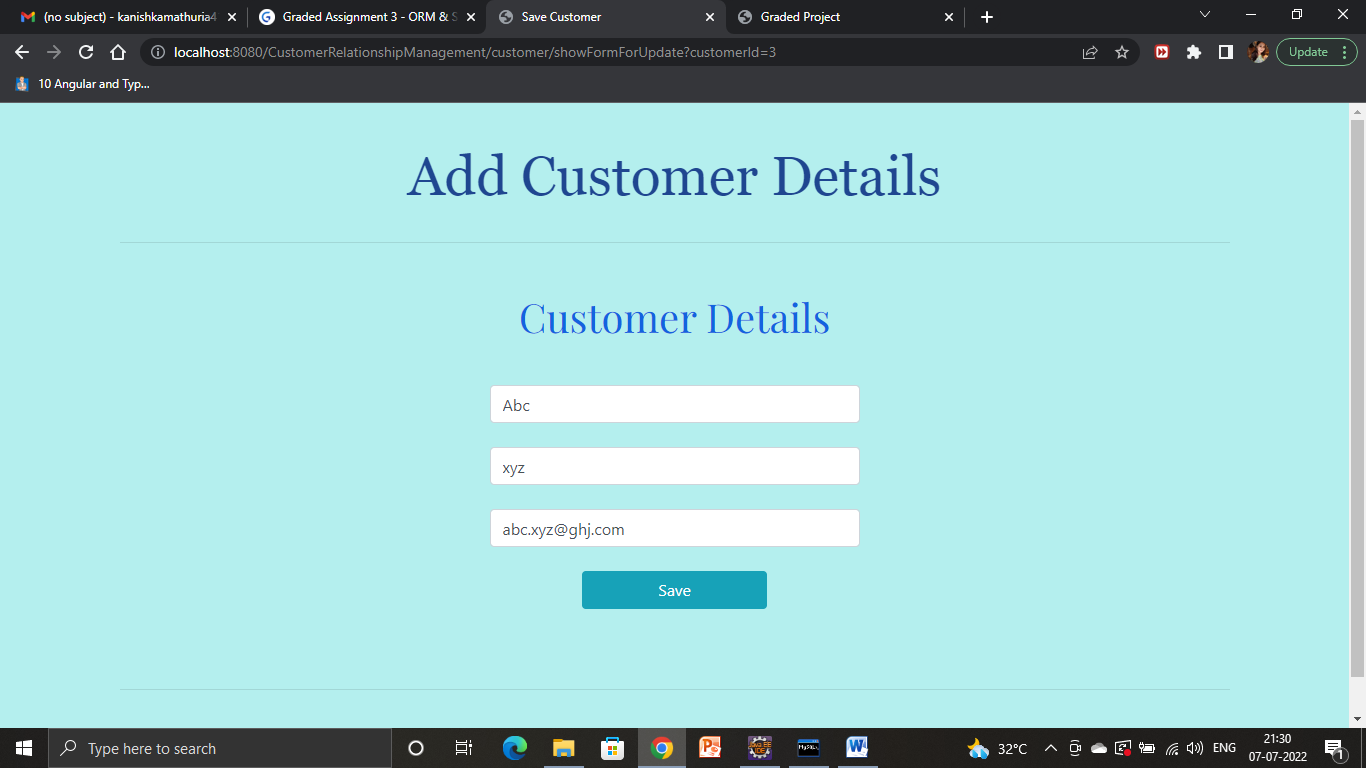 (no subject) - kanishkamathuria4
Graded Assignment 3 - ORM & S
Save Customer
Graded Project
localhost:8080/CustomerRelationshipManagement/customer/showFormForUpdate?customerId=3
Update
10 Angular and Typ...
Add Customer Details
Customer Details
Abc
xyz
abc.xyz@ghj.com
Save
Type here to search
32°C
ENG
21:30
07-07-2022
1